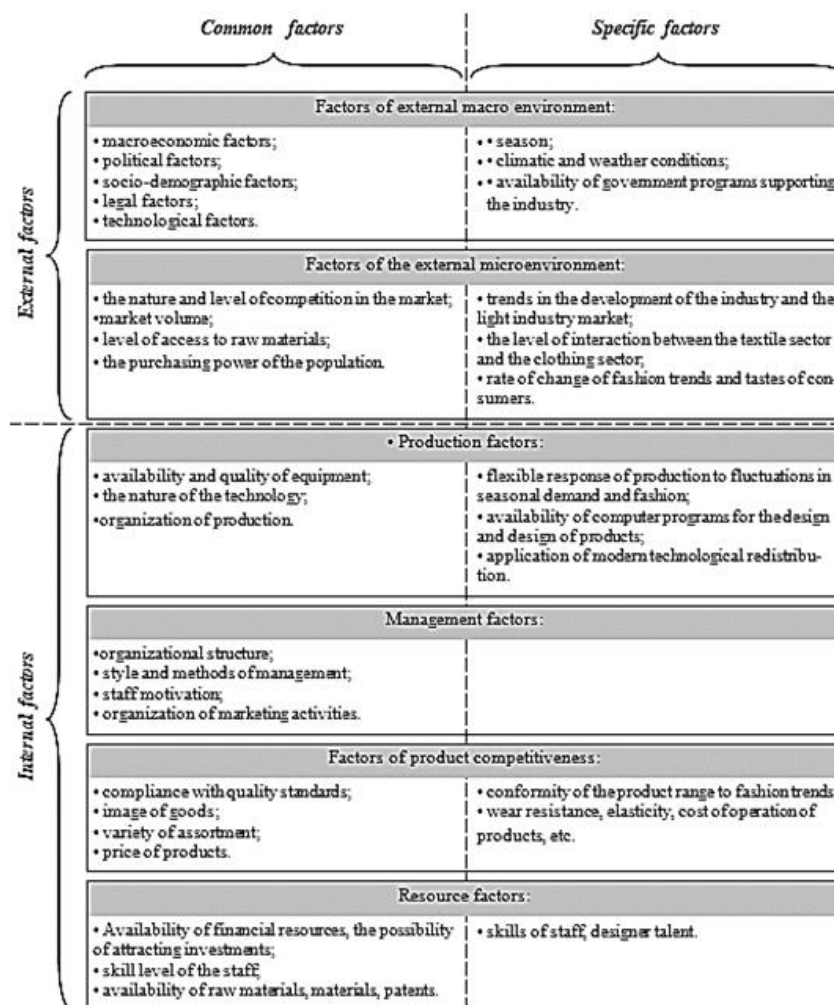 Common factors
Specific factors
External factors
Factors of external macro environment:
• macroeconomic factors;
• political factors;
• socio-demographic factors;
• legal factors;
• technological factors.
• • season;
• • climatic and weather conditions;
• • availability of government programs supporting
the industry.
Factors of the external microenvironment:
• the nature and level of competition in the market;
•market volume;
• level of access to raw materials;
• the purchasing power of the population.
• trends in the development of the industry and the
light industry market;
• the level of interaction between the textile sector
and the clothing sector;
• rate of change of fashion trends and tastes of con-
sumers.
Internal factors
• Production factors:
• availability and quality of equipment;
• the nature of the technology;
•organization of production.
• flexible response of production to fluctuations in
seasonal demand and fashion;
• availability of computer programs for the design
and design of products;
• application of modern technological redistribu-
tion.
Management factors:
•organizational structure;
• style and methods of management;
• staff motivation;
• organization of marketing activities.
Factors of product competitiveness:
• compliance with quality standards;
• image of goods;
• variety of assortment;
• price of products.
• conformity of the product range to fashion trends
• wear resistance, elasticity, cost of operation of
products, etc.
Resource factors:
• Availability of financial resources, the possibility
of attracting investments;
• skill level of the staff;
• availability of raw materials, materials, patents.
• skills of staff, designer talent.